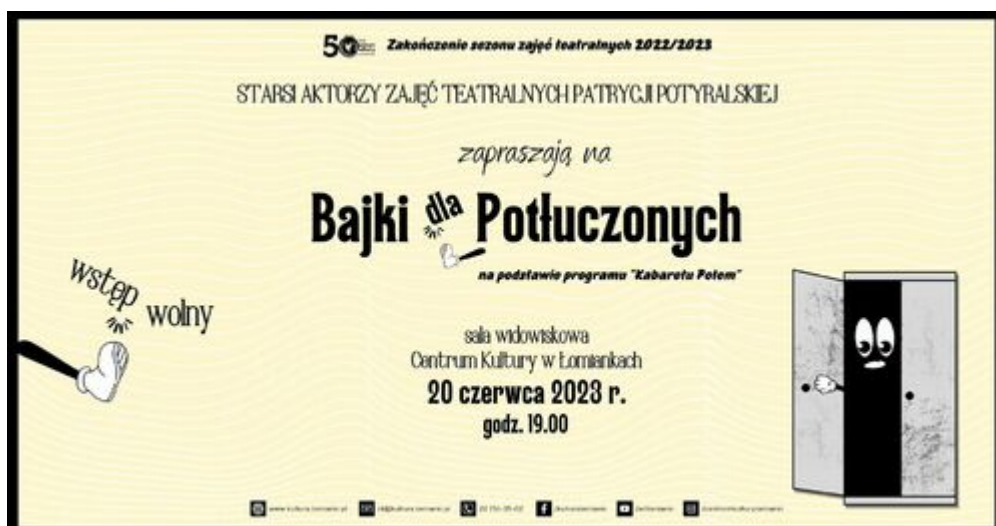 50 Zakończenie sezonu zajęć teatralnych 2022/2023
STARSI AKTORZY ZAJĘĆ TEATRALNYCH PATRYCJI POTYRALSKIEJ
zapraszają na
Bajki dla Potłuczonych
na podstawie programu "Kabaretu Potem"
wstęp wolny
sala widowiskowa
Centrum Kultury w Łomiankach
20 czerwca 2023 r.
godz. 19.00